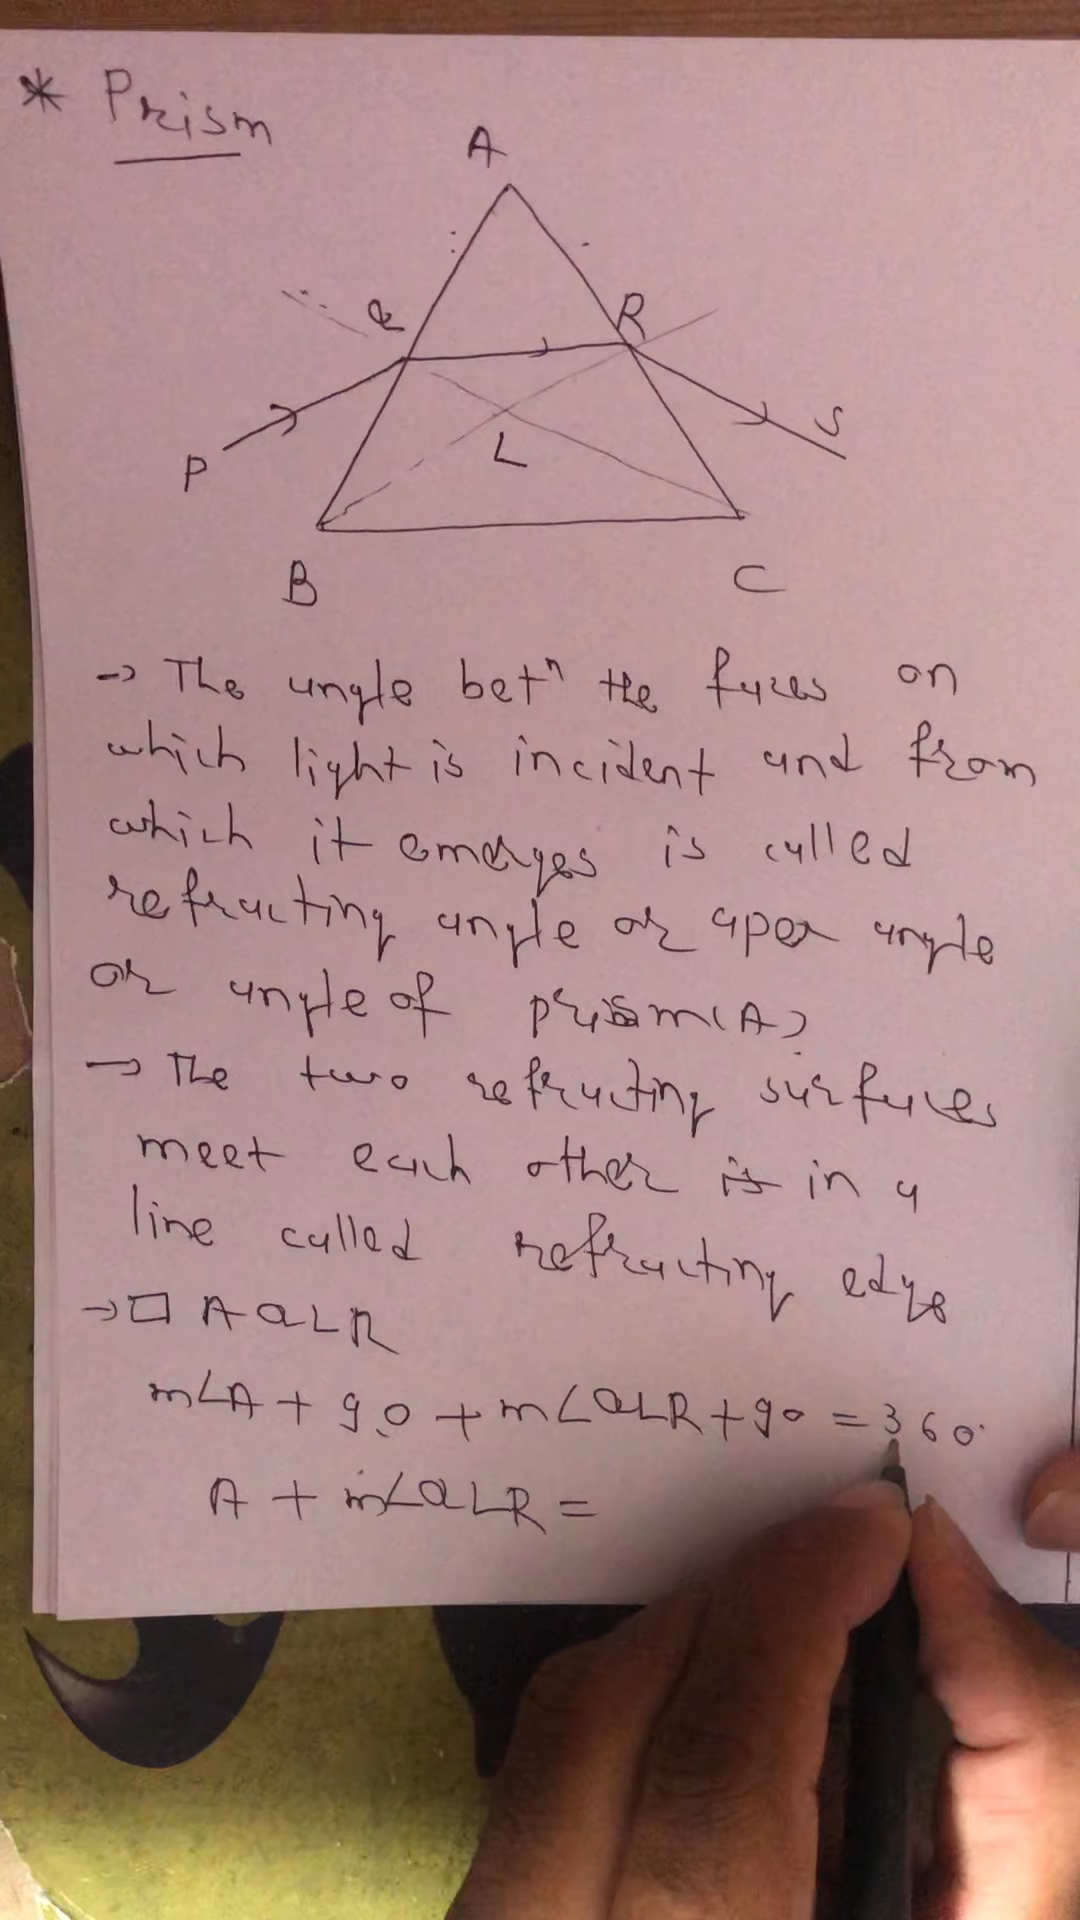 * Prism
A
Q
R
P
L
S
B
C
→ The angle betⁿ the faces on
which light is incident and from
which it emerges is called
refracting angle or apex angle
or angle of prism (A)
→ The two refracting surfaces
meet each other is in a
line called refracting edge
→ □ AQLR
m∠A + 90 + m∠QLR + 90 = 360
A + m∠QLR =